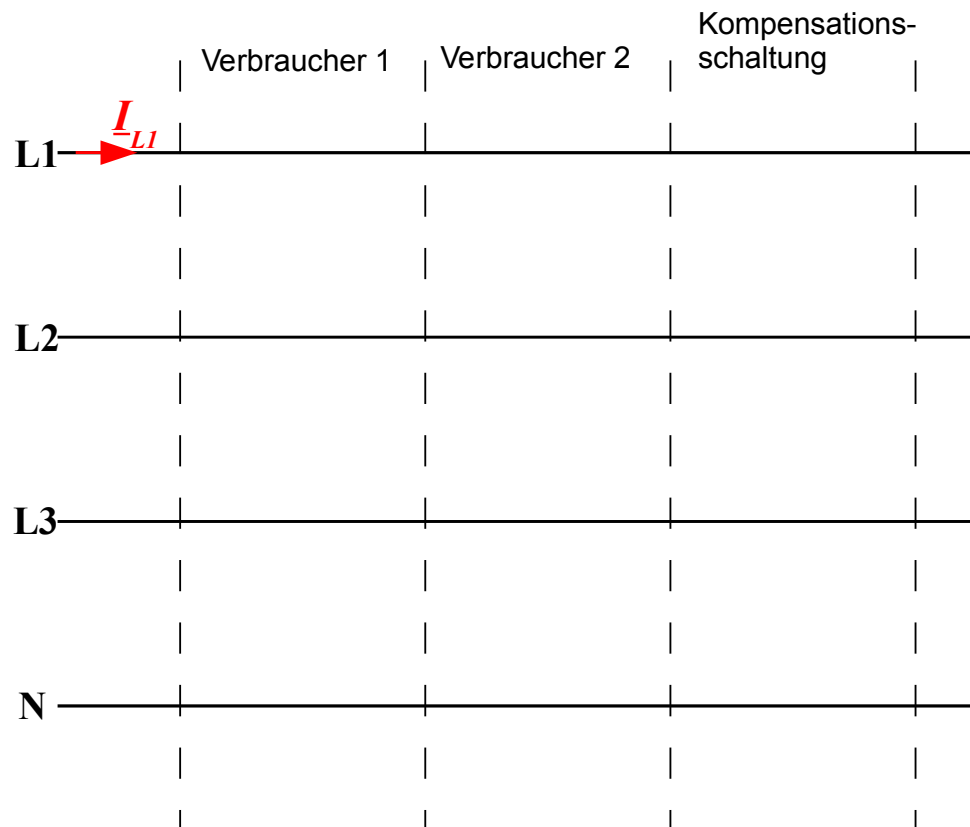 Verbraucher 1
Verbraucher 2
Kompensations-
schaltung
I_L1
L1
L2
L3
N